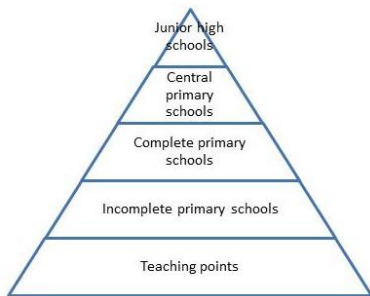 Junior high
schools
Central
primary
schools
Complete primary
schools
Incomplete primary schools
Teaching points